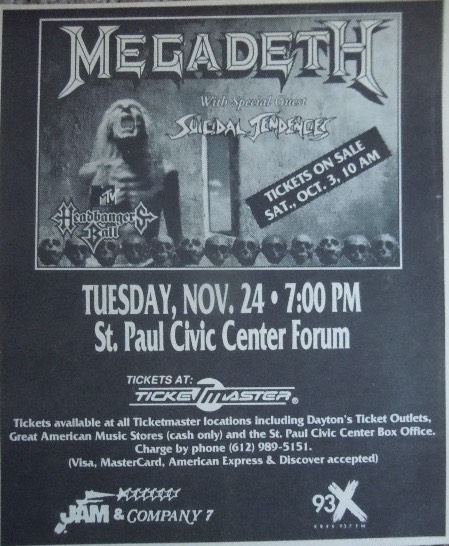 MEGADETH
With Special Guest
SUICIDAL TENDENCIES
TICKETS ON SALE
SAT., OCT. 3, 10 AM
MTV
Headbangers
Ball
TUESDAY, NOV. 24 • 7:00 PM
St. Paul Civic Center Forum
TICKETS AT:
TICKETMASTER®
Tickets available at all Ticketmaster locations including Dayton's Ticket Outlets,
Great American Music Stores (cash only) and the St. Paul Civic Center Box Office.
Charge by phone (612) 989-5151.
(Visa, MasterCard, American Express & Discover accepted)
JAM & COMPANY 7
93X